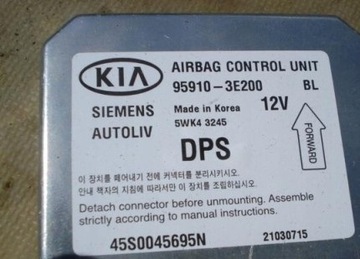 KIA
AIRBAG CONTROL UNIT
95910-3E200 BL
SIEMENS
AUTOLIV
Made in Korea 12V
5WK4 3245
DPS
FORWARD
이 장치를 떼어내기 전에 커넥터를 분리시키시오.
안내 책자의 지침에 따라서만 장치를 조립하십시오.
Detach connector before unmounting. Assemble
strictly according to manual instructions.
45S0045695N 21030715